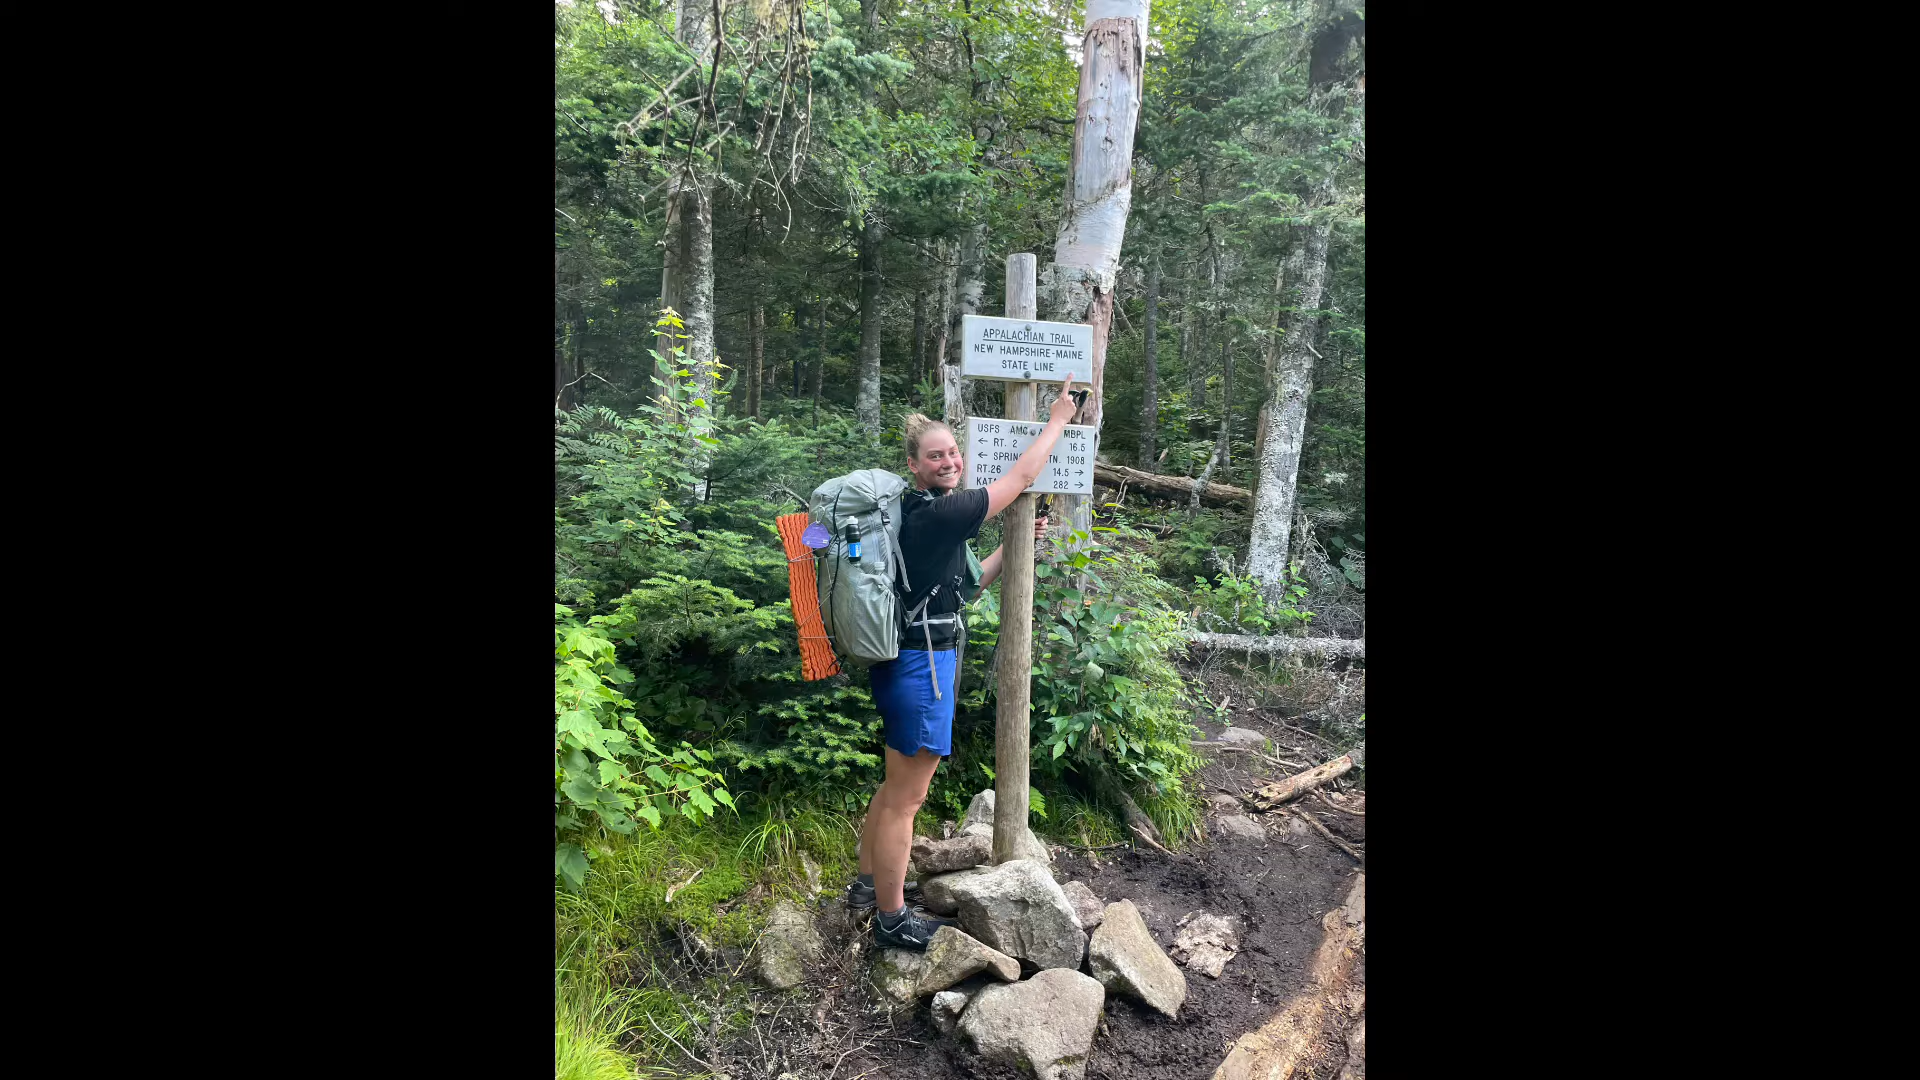 APPALACHIAN TRAIL
NEW HAMPSHIRE-MAINE
STATE LINE
USFS AMC MBPL
← RT. 2 16.5
← 1908
RT.26 14.5 →
282 →